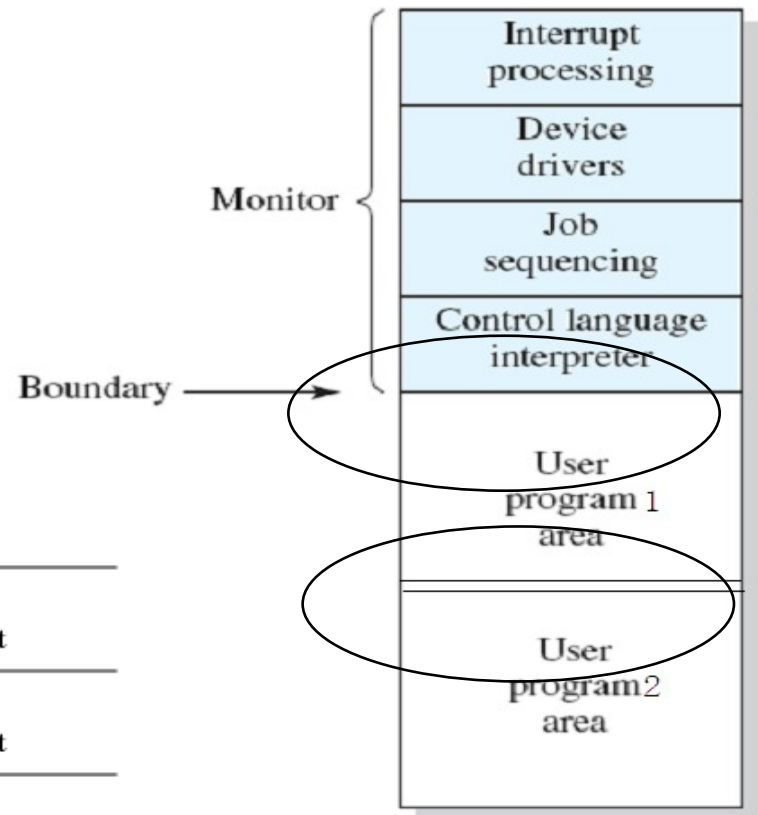 Interrupt
processing
Device
drivers
Monitor
Job
sequencing
Control language
interpreter
Boundary
User
program 1
area
t
User
program2
area
t